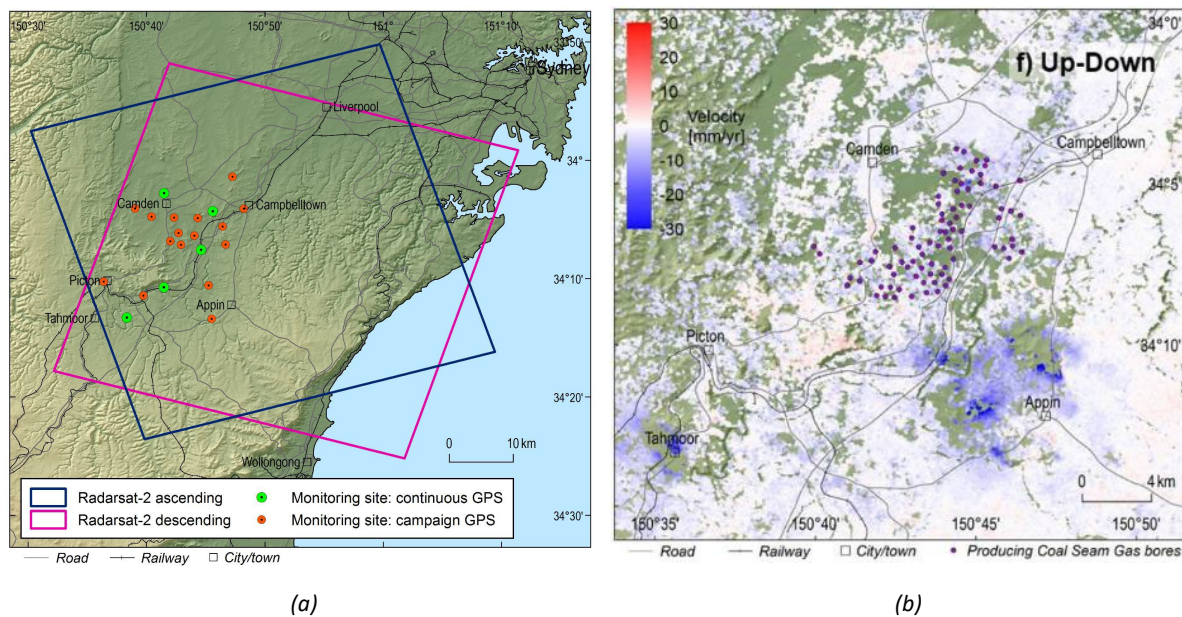 150°30'
150°40'
150°50'
151°
151°10'
33°50'
Sydney
Liverpool
34°
Camden
Campbelltown
34°10'
Picton
Appin
Tahmoor
34°20'
0 10 km
Wollongong
34°30'
Radarsat-2 ascending
Monitoring site: continuous GPS
Radarsat-2 descending
Monitoring site: campaign GPS
Road
Railway
City/town
(a)
30
20
10
0
-10
-20
-30
Velocity
[mm/yr]
f) Up-Down
34°0'
Camden
Campbelltown
34°5'
Picton
34°10'
Appin
Tahmoor
0 4 km
150°35'
150°40'
150°45'
150°50'
Road
Railway
City/town
Producing Coal Seam Gas bores
(b)